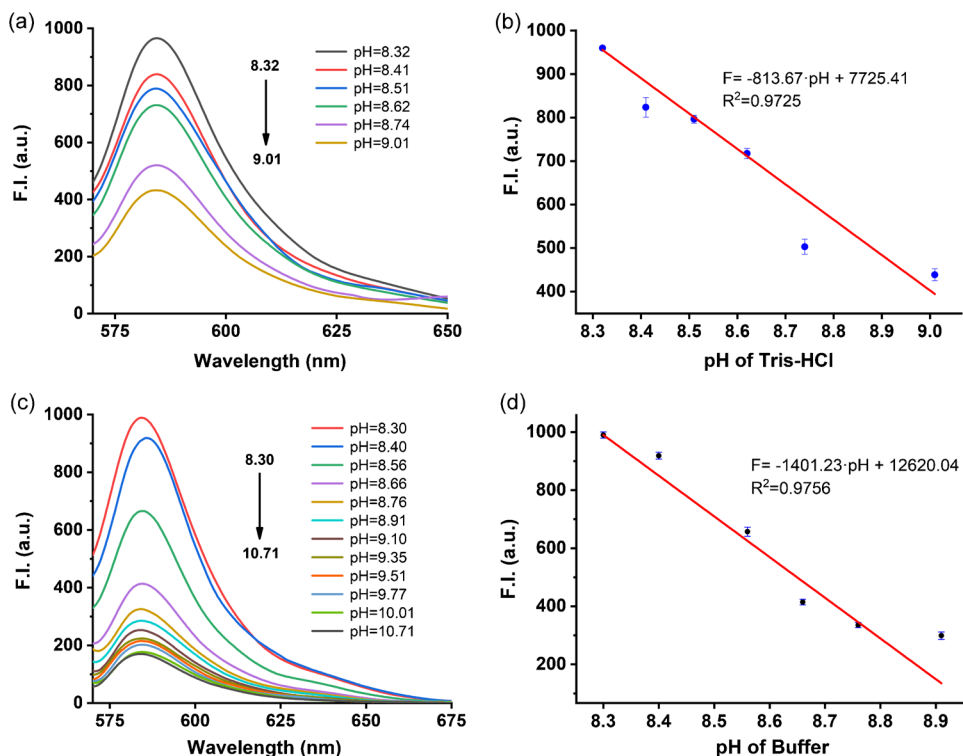 (a)
1000
800
600
400
200
0
F.I. (a.u.)
575 600 625 650
Wavelength (nm)
8.32
9.01
pH=8.32
pH=8.41
pH=8.51
pH=8.62
pH=8.74
pH=9.01
(b)
1000
900
800
700
600
500
400
F.I. (a.u.)
F= -813.67·pH + 7725.41
R²=0.9725
8.3 8.4 8.5 8.6 8.7 8.8 8.9 9.0
pH of Tris-HCl
(c)
1000
800
600
400
200
0
F.I. (a.u.)
575 600 625 650 675
Wavelength (nm)
8.30
10.71
pH=8.30
pH=8.40
pH=8.56
pH=8.66
pH=8.76
pH=8.91
pH=9.10
pH=9.35
pH=9.51
pH=9.77
pH=10.01
pH=10.71
(d)
1000
800
600
400
200
F.I. (a.u.)
F= -1401.23·pH + 12620.04
R²=0.9756
8.3 8.4 8.5 8.6 8.7 8.8 8.9
pH of Buffer